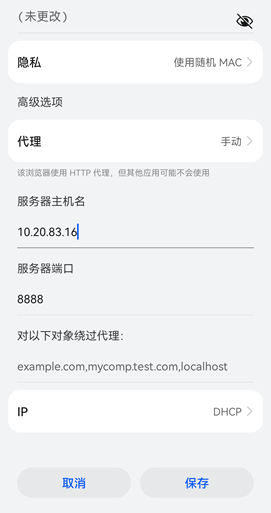 （未更改）
隐私
使用随机 MAC
高级选项
代理
手动
该浏览器使用 HTTP 代理，但其他应用可能不会使用
服务器主机名
10.20.83.16
服务器端口
8888
对以下对象绕过代理：
example.com,mycomp.test.com,localhost
IP
DHCP
取消
保存